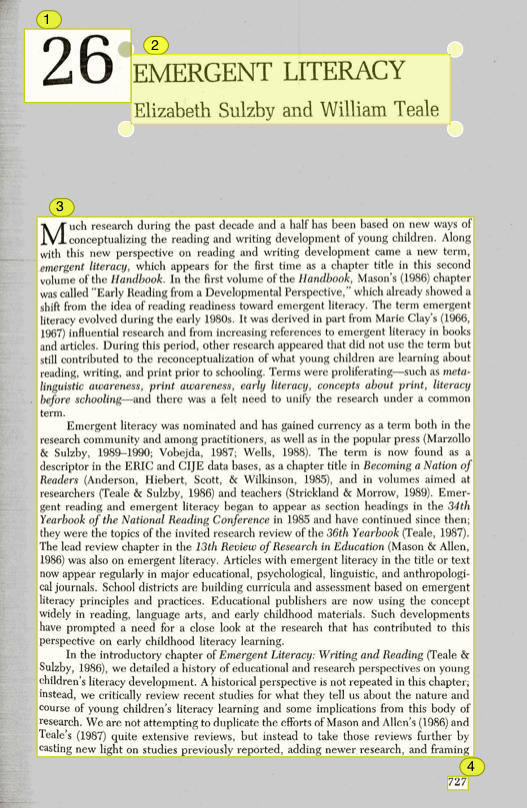 1
2
26
EMERGENT LITERACY
Elizabeth Sulzby and William Teale
3
Much research during the past decade and a half has been based on new ways of
conceptualizing the reading and writing development of young children. Along
with this new perspective on reading and writing development came a new term,
emergent literacy, which appears for the first time as a chapter title in this second
volume of the Handbook. In the first volume of the Handbook, Mason's (1986) chapter
was called "Early Reading from a Developmental Perspective," which already showed a
shift from the idea of reading readiness toward emergent literacy. The term emergent
literacy evolved during the early 1980s. It was derived in part from Marie Clay's (1966,
1967) influential research and from increasing references to emergent literacy in books
and articles. During this period, other research appeared that did not use the term but
still contributed to the reconceptualization of what young children are learning about
reading, writing, and print prior to schooling. Terms were proliferating—such as meta-
linguistic awareness, print awareness, early literacy, concepts about print, literacy
before schooling—and there was a felt need to unify the research under a common
term.
Emergent literacy was nominated and has gained currency as a term both in the
research community and among practitioners, as well as in the popular press (Marzollo
& Sulzby, 1989–1990; Vobejda, 1987; Wells, 1988). The term is now found as a
descriptor in the ERIC and CIJE data bases, as a chapter title in Becoming a Nation of
Readers (Anderson, Hiebert, Scott, & Wilkinson, 1985), and in volumes aimed at
researchers (Teale & Sulzby, 1986) and teachers (Strickland & Morrow, 1989). Emer-
gent reading and emergent literacy began to appear as section headings in the 34th
Yearbook of the National Reading Conference in 1985 and have continued since then;
they were the topics of the invited research review of the 36th Yearbook (Teale, 1987).
The lead review chapter in the 13th Review of Research in Education (Mason & Allen,
1986) was also on emergent literacy. Articles with emergent literacy in the title or text
now appear regularly in major educational, psychological, linguistic, and anthropologi-
cal journals. School districts are building curricula and assessment based on emergent
literacy principles and practices. Educational publishers are now using the concept
widely in reading, language arts, and early childhood materials. Such developments
have prompted a need for a close look at the research that has contributed to this
perspective on early childhood literacy learning.
In the introductory chapter of Emergent Literacy: Writing and Reading (Teale &
Sulzby, 1986), we detailed a history of educational and research perspectives on young
children's literacy development. A historical perspective is not repeated in this chapter;
instead, we critically review recent studies for what they tell us about the nature and
course of young children's literacy learning and some implications from this body of
research. We are not attempting to duplicate the efforts of Mason and Allen's (1986) and
Teale's (1987) quite extensive reviews, but instead to take those reviews further by
casting new light on studies previously reported, adding newer research, and framing
4
727